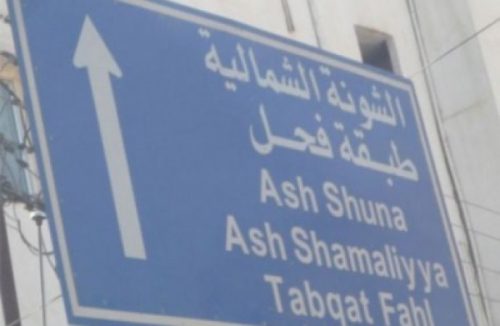 الشونة الشمالية
طبقة فحل
Ash Shuna
Ash Shamaliyya
Tabqat Fahl